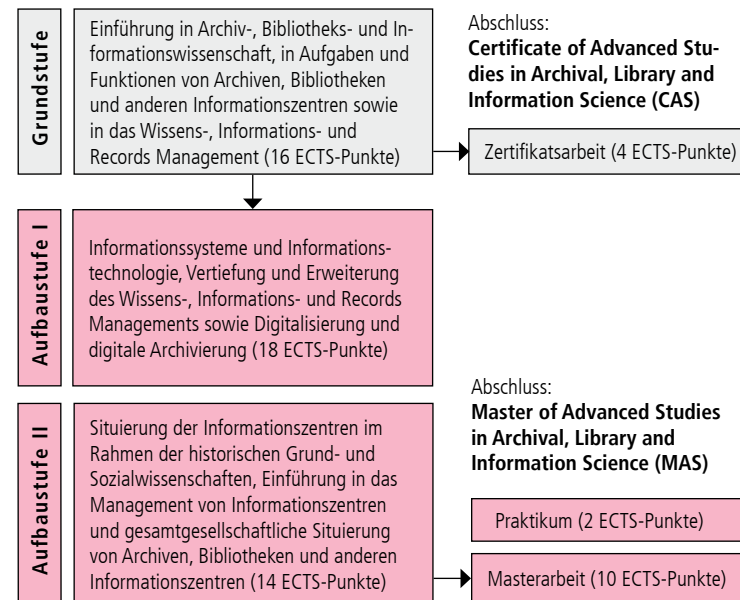 Grundstufe
Einführung in Archiv-, Bibliotheks- und In-
formationswissenschaft, in Aufgaben und
Funktionen von Archiven, Bibliotheken
und anderen Informationszentren sowie
in das Wissens-, Informations- und
Records Management (16 ECTS-Punkte)
Abschluss:
Certificate of Advanced Stu-
dies in Archival, Library and
Information Science (CAS)
Zertifikatsarbeit (4 ECTS-Punkte)
Aufbaustufe I
Informationssysteme und Informations-
technologie, Vertiefung und Erweiterung
des Wissens-, Informations- und Records
Managements sowie Digitalisierung und
digitale Archivierung (18 ECTS-Punkte)
Aufbaustufe II
Situierung der Informationszentren im
Rahmen der historischen Grund- und
Sozialwissenschaften, Einführung in das
Management von Informationszentren
und gesamtgesellschaftliche Situierung
von Archiven, Bibliotheken und anderen
Informationszentren (14 ECTS-Punkte)
Abschluss:
Master of Advanced Studies
in Archival, Library and
Information Science (MAS)
Praktikum (2 ECTS-Punkte)
Masterarbeit (10 ECTS-Punkte)